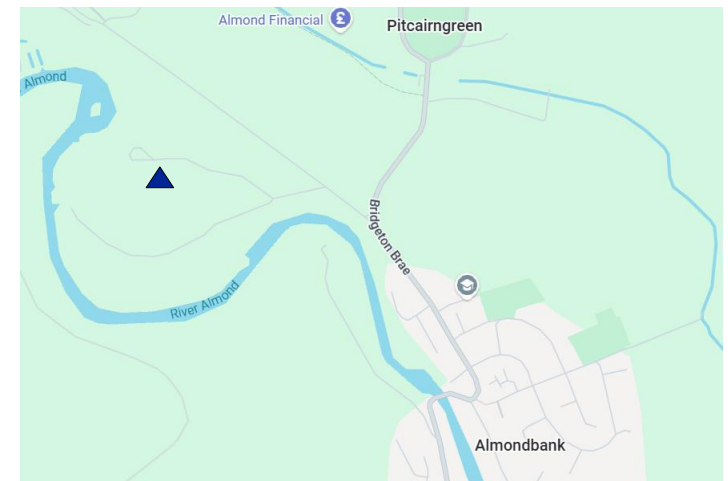 Almond Financial £
Pitcairngreen
Almond
Bridgeton Brae
River Almond
Almondbank